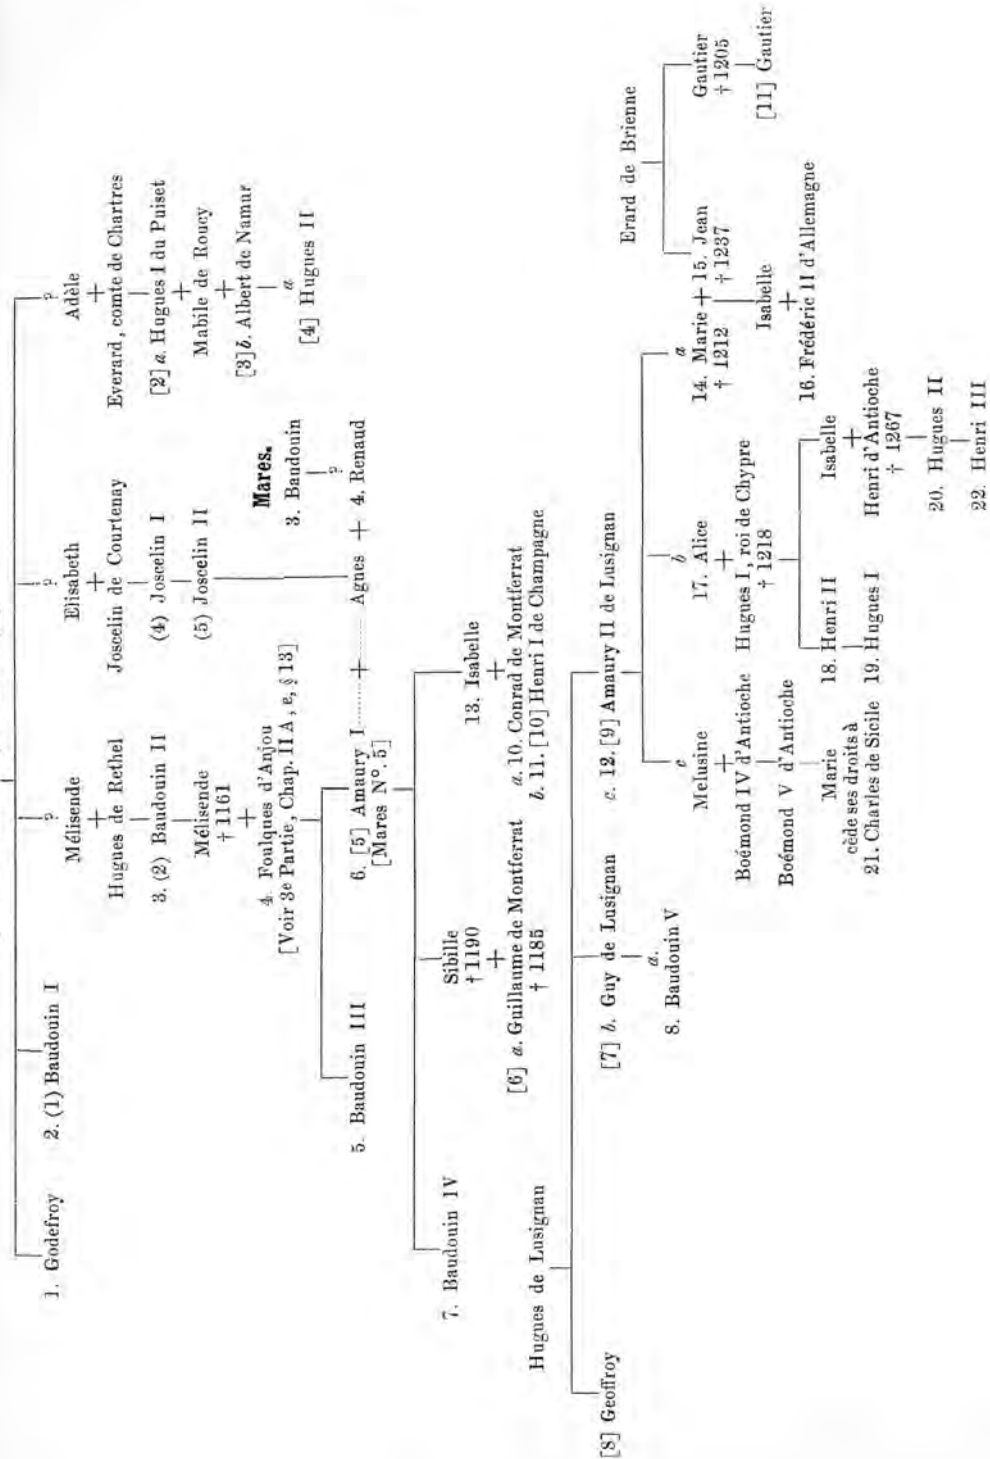 Mélisende
Elisabeth
Adèle
1. Godefroy
2. (1) Baudouin I
Hugues de Rethel
Joscelin de Courtenay
Everard, comte de Chartres
3. (2) Baudouin II
(4) Joscelin I
[2] a. Hugues I du Puiset
Mélisende
† 1161
(5) Joscelin II
Mabile de Roucy
[3] b. Albert de Namur
a
[4] Hugues II
Mares.
3. Baudouin
?
4. Foulques d'Anjou
[Voir 3e Partie, Chap. II A, e, § 13]
5. Baudouin III
6. [5] Amaury I
[Mares N°. 5]
Agnes
4. Renaud
7. Baudouin IV
Sibille
† 1190
13. Isabelle
[6] a. Guillaume de Montferrat
† 1185
a. 10. Conrad de Montferrat
b. 11. [10] Henri I de Champagne
Hugues de Lusignan
[8] Geoffroy
[7] b. Guy de Lusignan
c. 12. [9] Amaury II de Lusignan
Erard de Brienne
a.
8. Baudouin V
c
Melusine
b
17. Alice
a
14. Marie
† 1212
15. Jean
† 1237
Gautier
† 1205
Boémond IV d'Antioche
Hugues I, roi de Chypre
† 1218
Isabelle
[11] Gautier
Boémond V d'Antioche
16. Frédéric II d'Allemagne
Marie
cède ses droits à
21. Charles de Sicile
18. Henri II
Isabelle
19. Hugues I
Henri d'Antioche
† 1267
20. Hugues II
22. Henri III